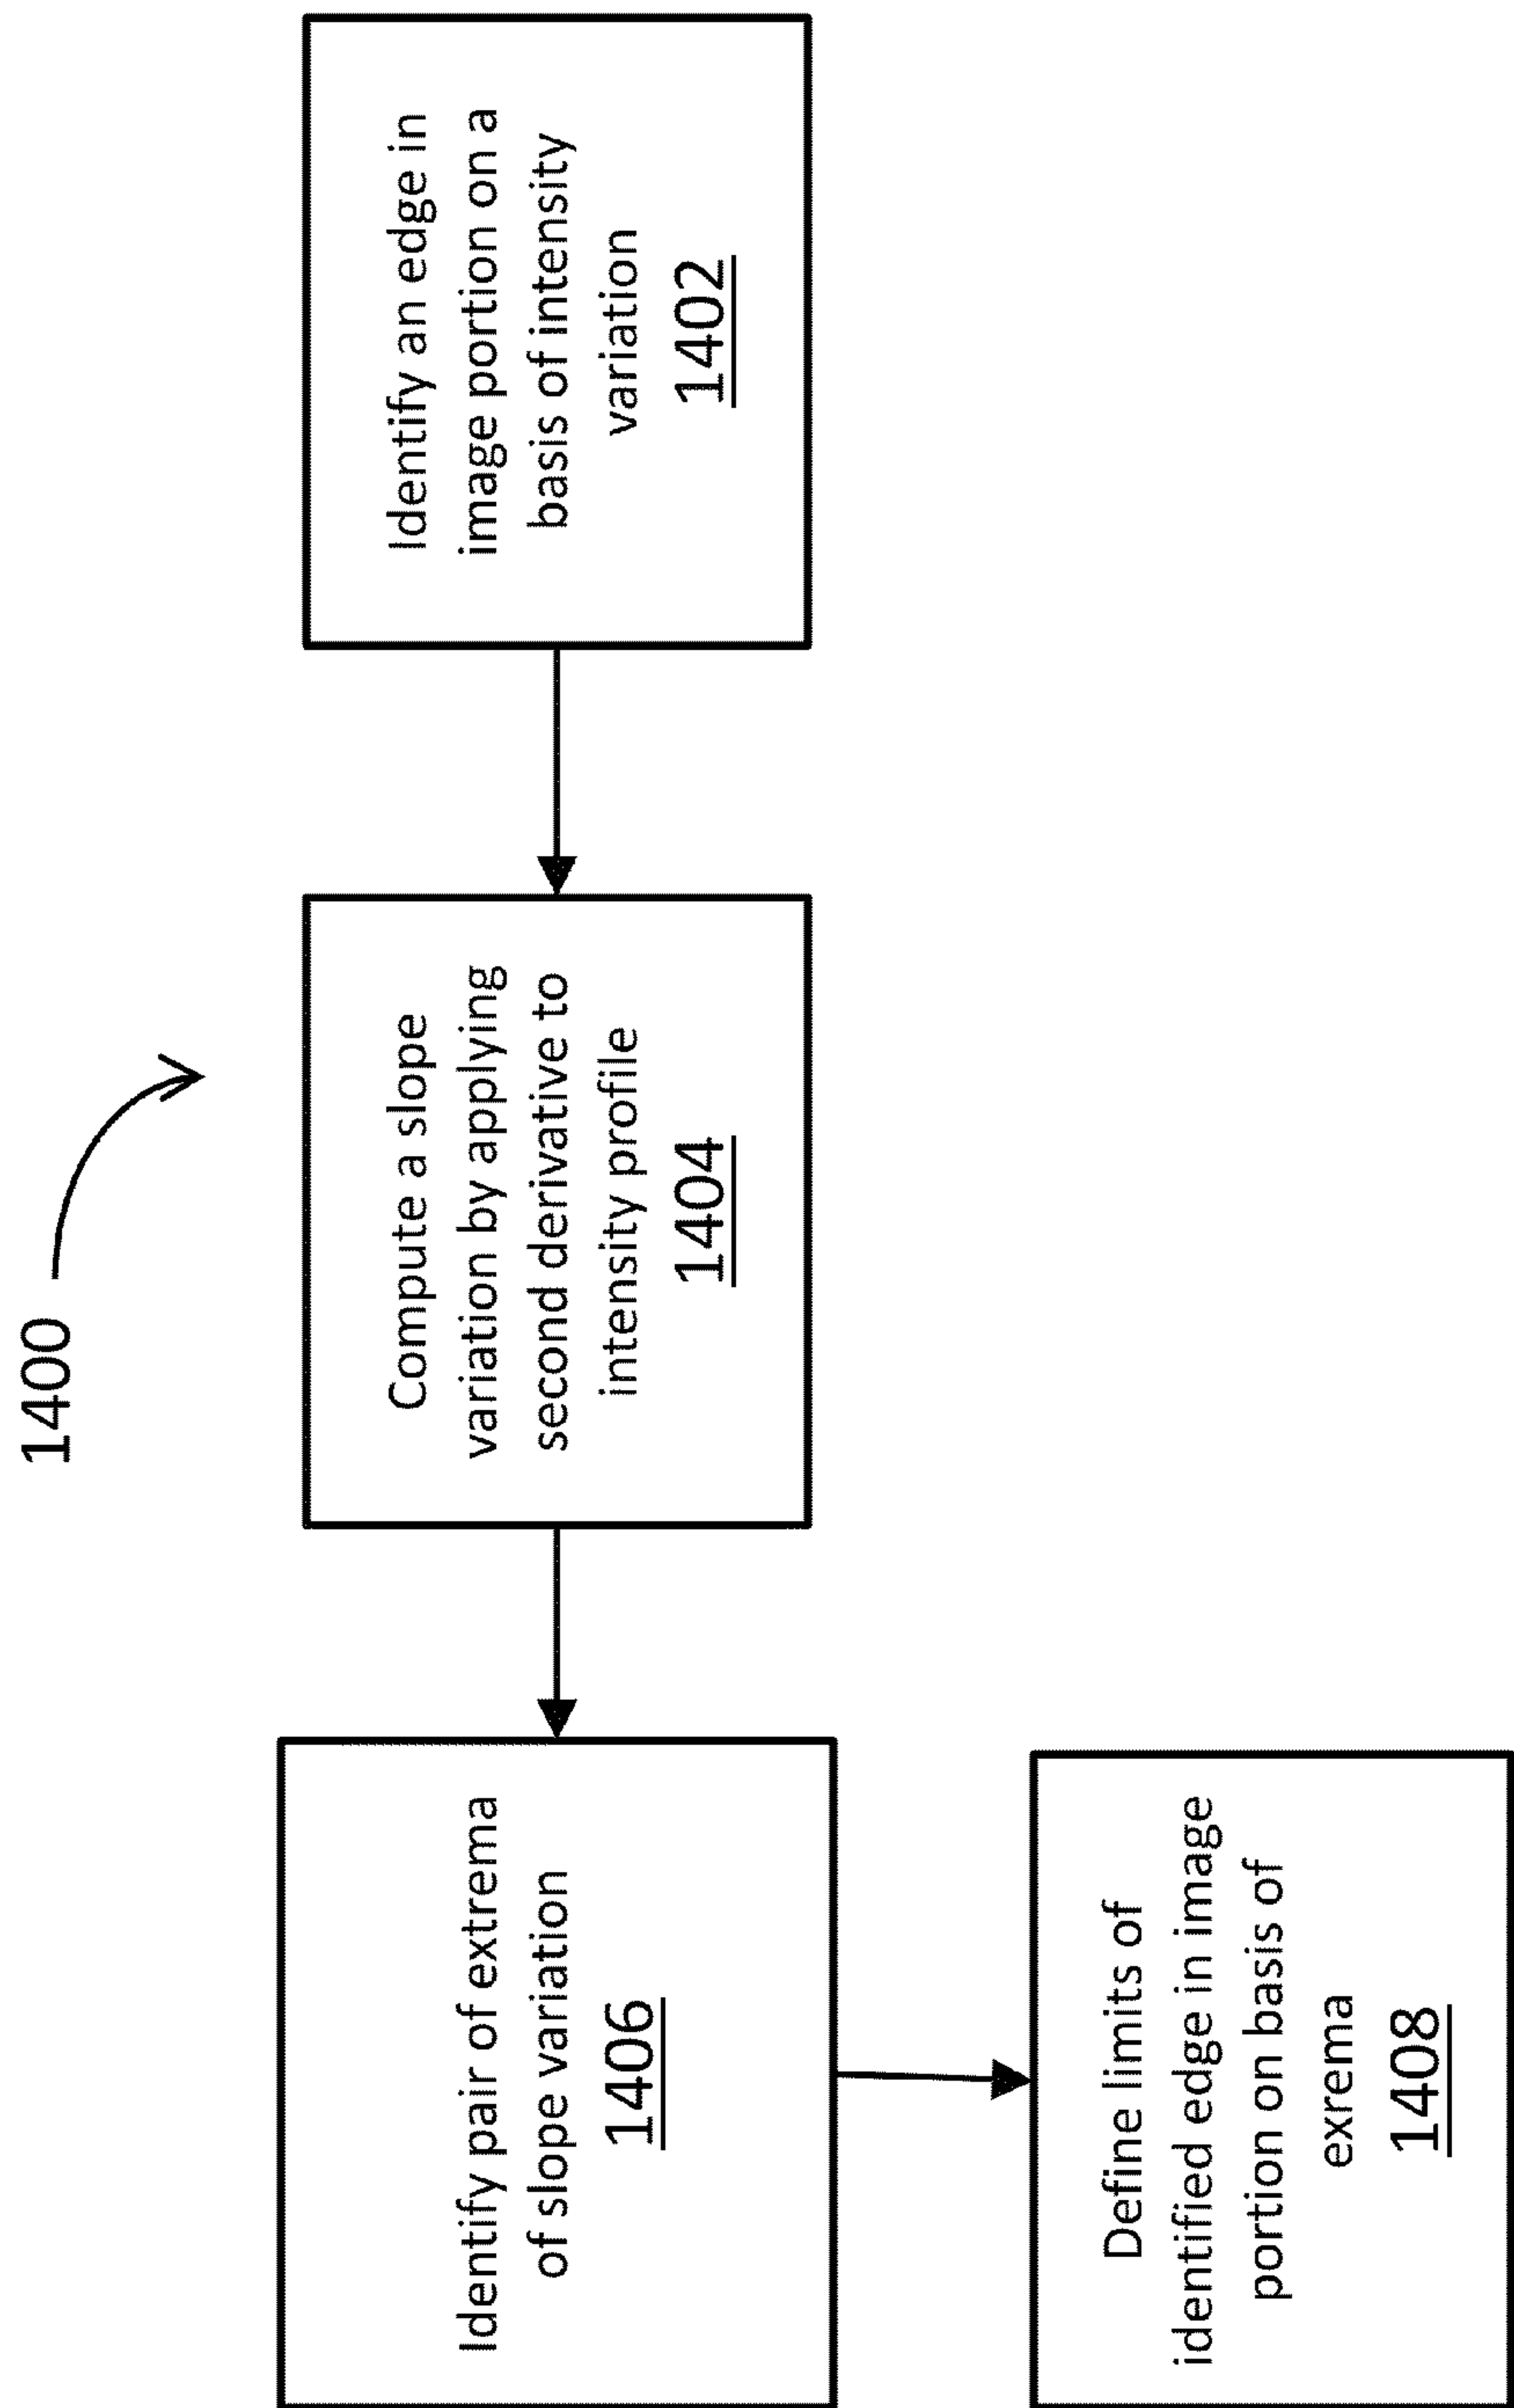 1400
Identify an edge in
image portion on a
basis of intensity
variation
1402
Compute a slope
variation by applying
second derivative to
intensity profile
1404
Identify pair of extrema
of slope variation
1406
Define limits of
identified edge in image
portion on basis of
exrema
1408